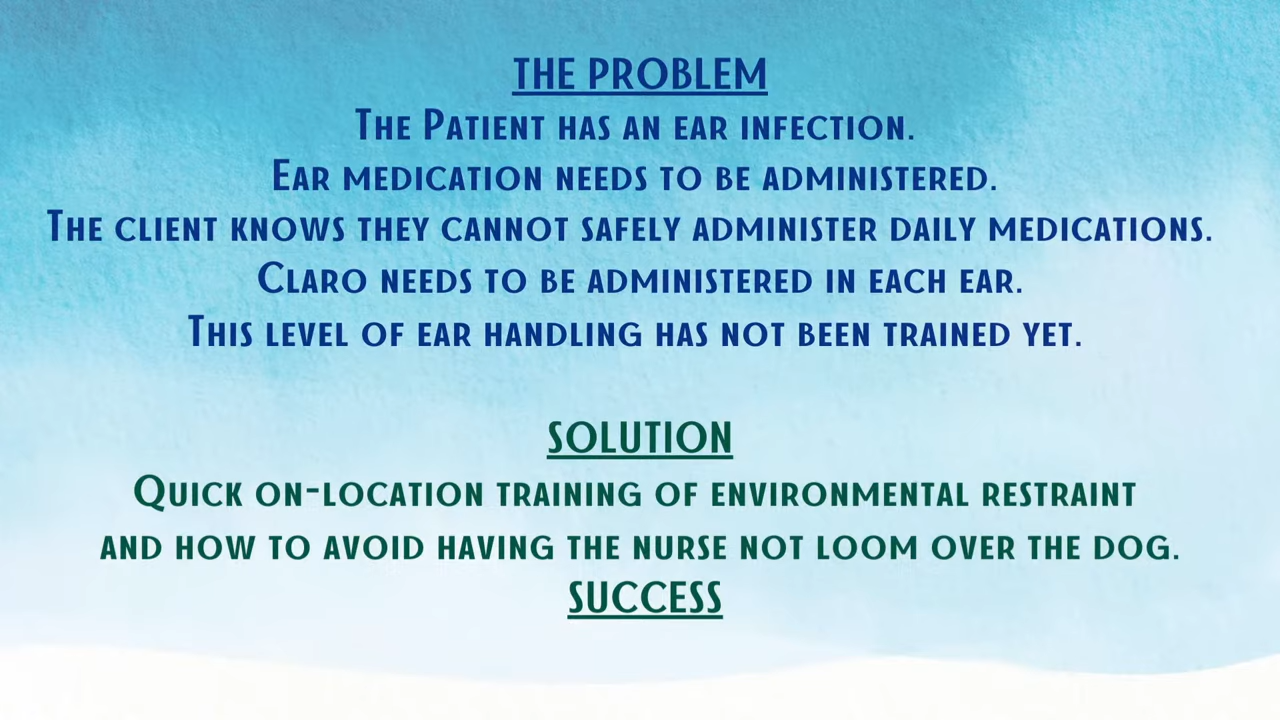 THE PROBLEM
THE PATIENT HAS AN EAR INFECTION.
EAR MEDICATION NEEDS TO BE ADMINISTERED.
THE CLIENT KNOWS THEY CANNOT SAFELY ADMINISTER DAILY MEDICATIONS.
CLARO NEEDS TO BE ADMINISTERED IN EACH EAR.
THIS LEVEL OF EAR HANDLING HAS NOT BEEN TRAINED YET.
SOLUTION
QUICK ON-LOCATION TRAINING OF ENVIRONMENTAL RESTRAINT
AND HOW TO AVOID HAVING THE NURSE NOT LOOM OVER THE DOG.
SUCCESS